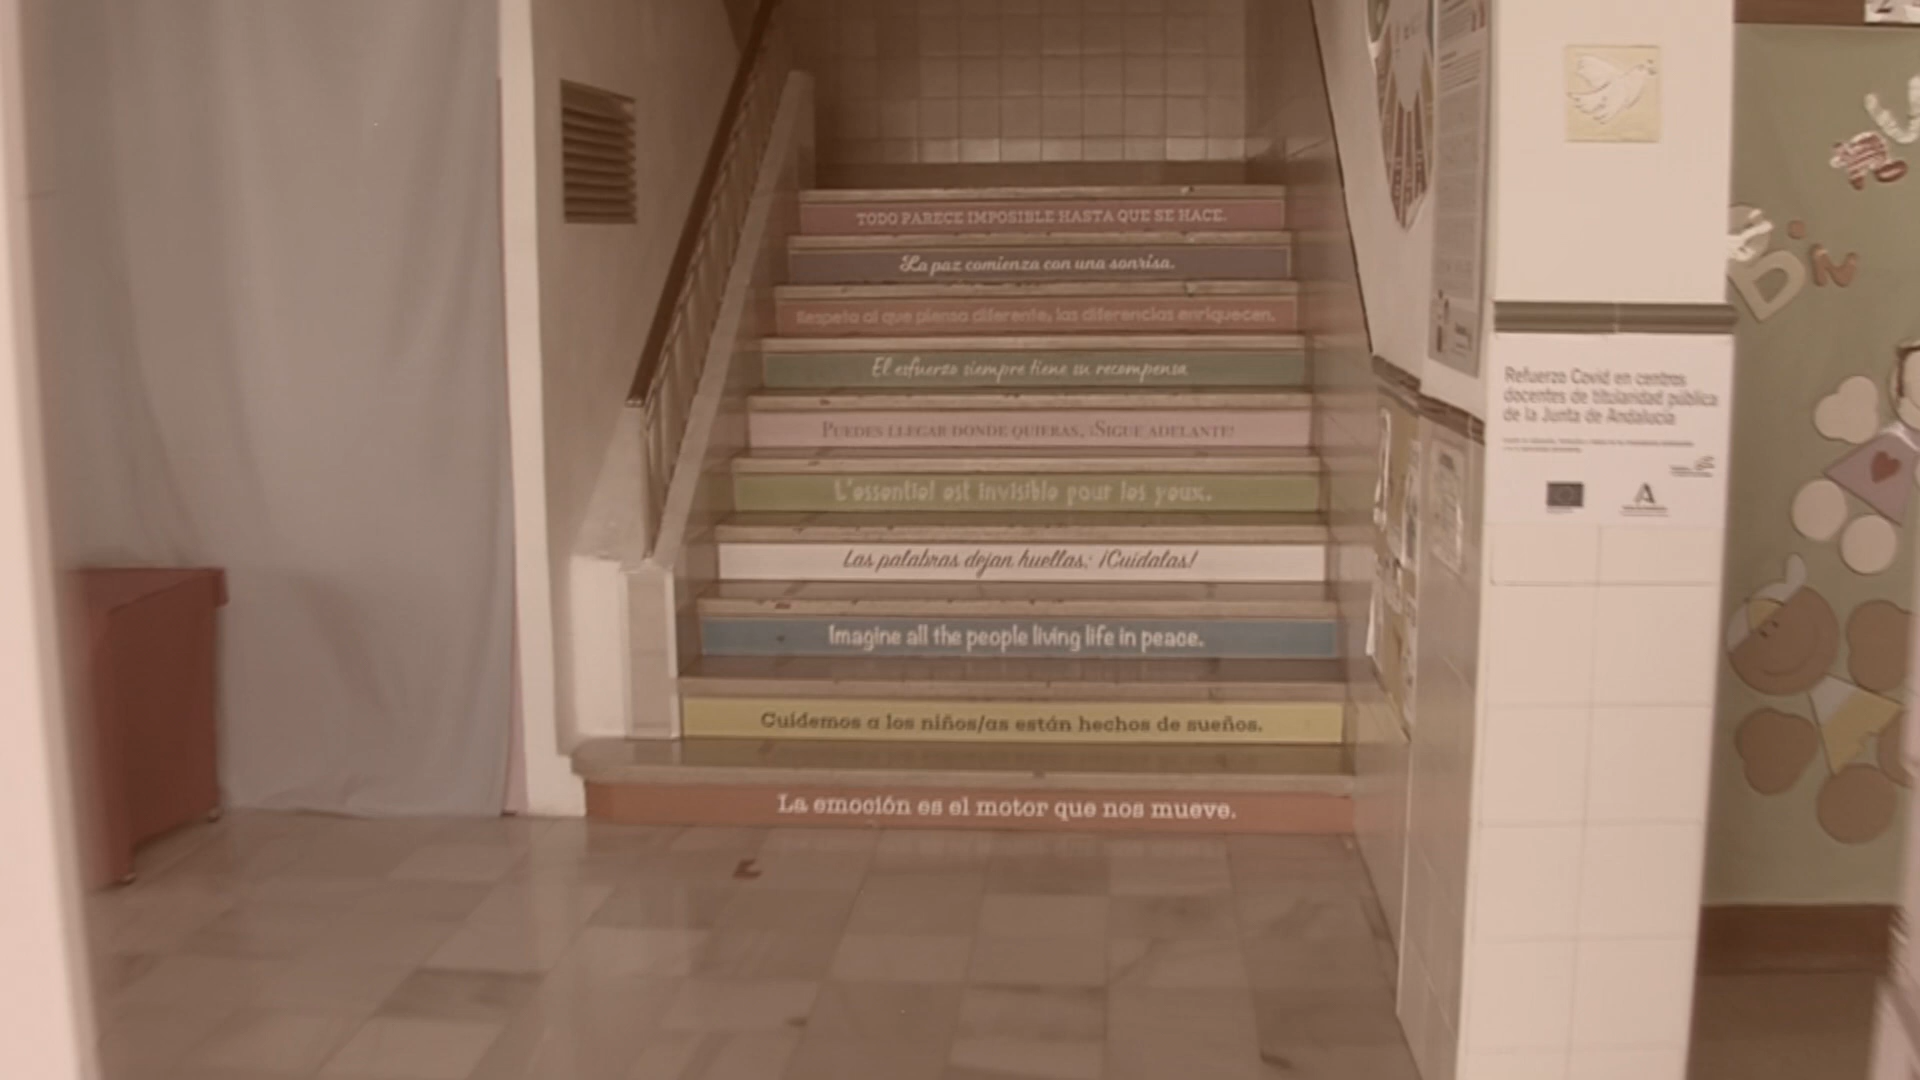 TODO PARECE IMPOSIBLE HASTA QUE SE HACE.
La paz comienza con una sonrisa.
Respeta al que piensa diferente, las diferencias enriquecen.
El esfuerzo siempre tiene su recompensa
PUEDES LLEGAR DONDE QUIERAS, ¡SIGUE ADELANTE!
L'essentiel est invisible pour les yeux.
Las palabras dejan huellas; ¡Cuídalas!
Imagine all the people living life in peace.
Cuidemos a los niños/as están hechos de sueños.
La emoción es el motor que nos mueve.
Refuerzo Covid en centros
docentes de titularidad pública
de la Junta de Andalucía